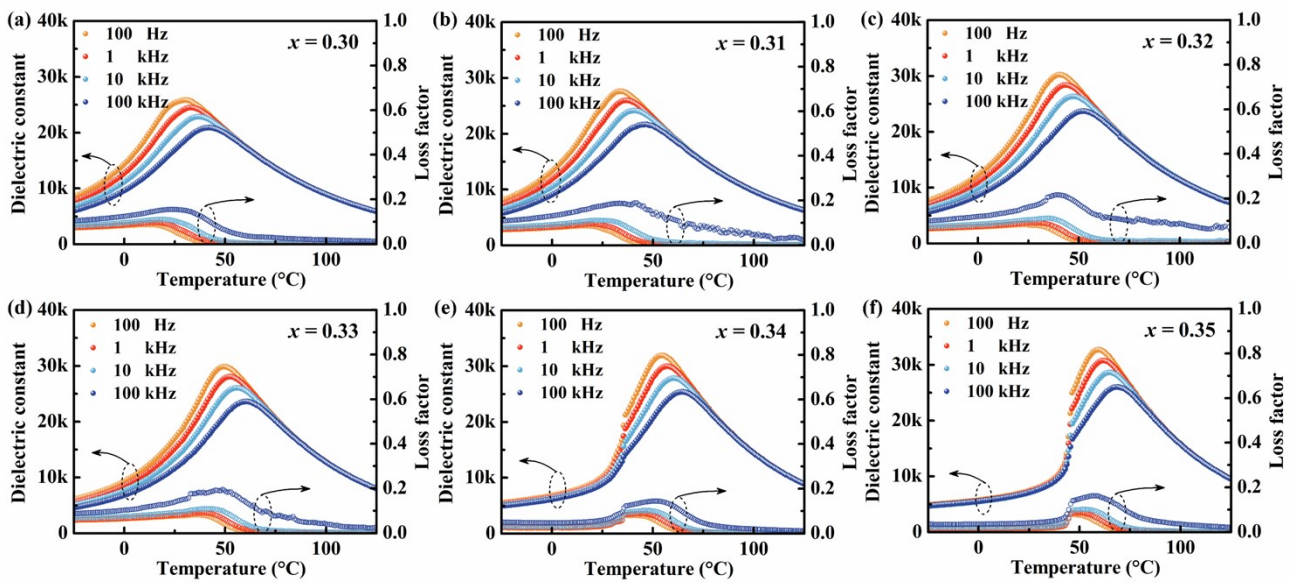 (a)
40k
30k
20k
10k
0
Dielectric constant
100 Hz
1 kHz
10 kHz
100 kHz
x = 0.30
1.0
0.8
0.6
0.4
0.2
0.0
Loss factor
0 50 100
Temperature (°C)
(b)
40k
30k
20k
10k
0
Dielectric constant
100 Hz
1 kHz
10 kHz
100 kHz
x = 0.31
1.0
0.8
0.6
0.4
0.2
0.0
Loss factor
0 50 100
Temperature (°C)
(c)
40k
30k
20k
10k
0
Dielectric constant
100 Hz
1 kHz
10 kHz
100 kHz
x = 0.32
1.0
0.8
0.6
0.4
0.2
0.0
Loss factor
0 50 100
Temperature (°C)
(d)
40k
30k
20k
10k
0
Dielectric constant
100 Hz
1 kHz
10 kHz
100 kHz
x = 0.33
1.0
0.8
0.6
0.4
0.2
0.0
Loss factor
0 50 100
Temperature (°C)
(e)
40k
30k
20k
10k
0
Dielectric constant
100 Hz
1 kHz
10 kHz
100 kHz
x = 0.34
1.0
0.8
0.6
0.4
0.2
0.0
Loss factor
0 50 100
Temperature (°C)
(f)
40k
30k
20k
10k
0
Dielectric constant
100 Hz
1 kHz
10 kHz
100 kHz
x = 0.35
1.0
0.8
0.6
0.4
0.2
0.0
Loss factor
0 50 100
Temperature (°C)